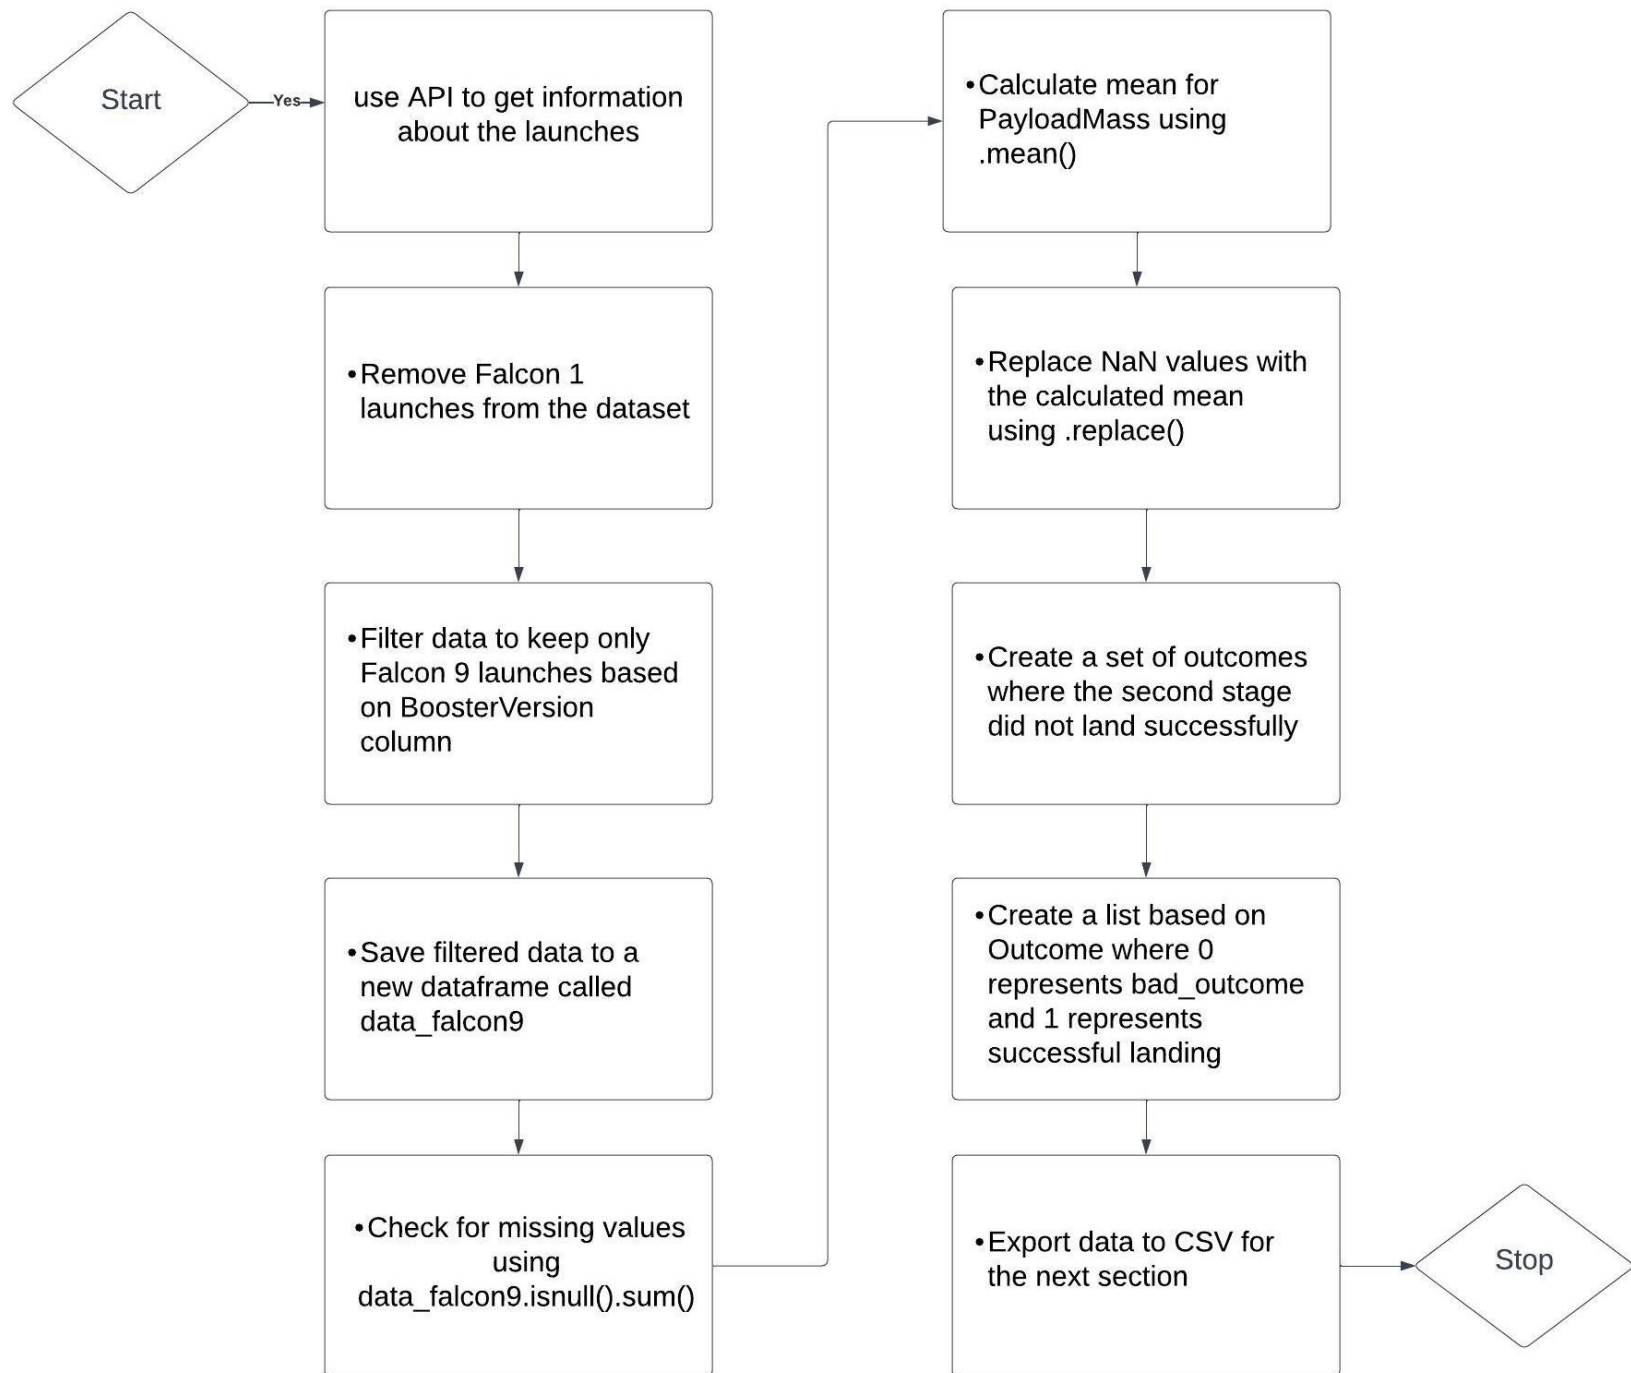 Start
Yes
use API to get information
about the launches
•Remove Falcon 1
launches from the dataset
•Filter data to keep only
Falcon 9 launches based
on BoosterVersion
column
•Save filtered data to a
new dataframe called
data_falcon9
•Check for missing values
using
data_falcon9.isnull().sum()
•Calculate mean for
PayloadMass using
.mean()
•Replace NaN values with
the calculated mean
using .replace()
•Create a set of outcomes
where the second stage
did not land successfully
•Create a list based on
Outcome where 0
represents bad_outcome
and 1 represents
successful landing
•Export data to CSV for
the next section
Stop